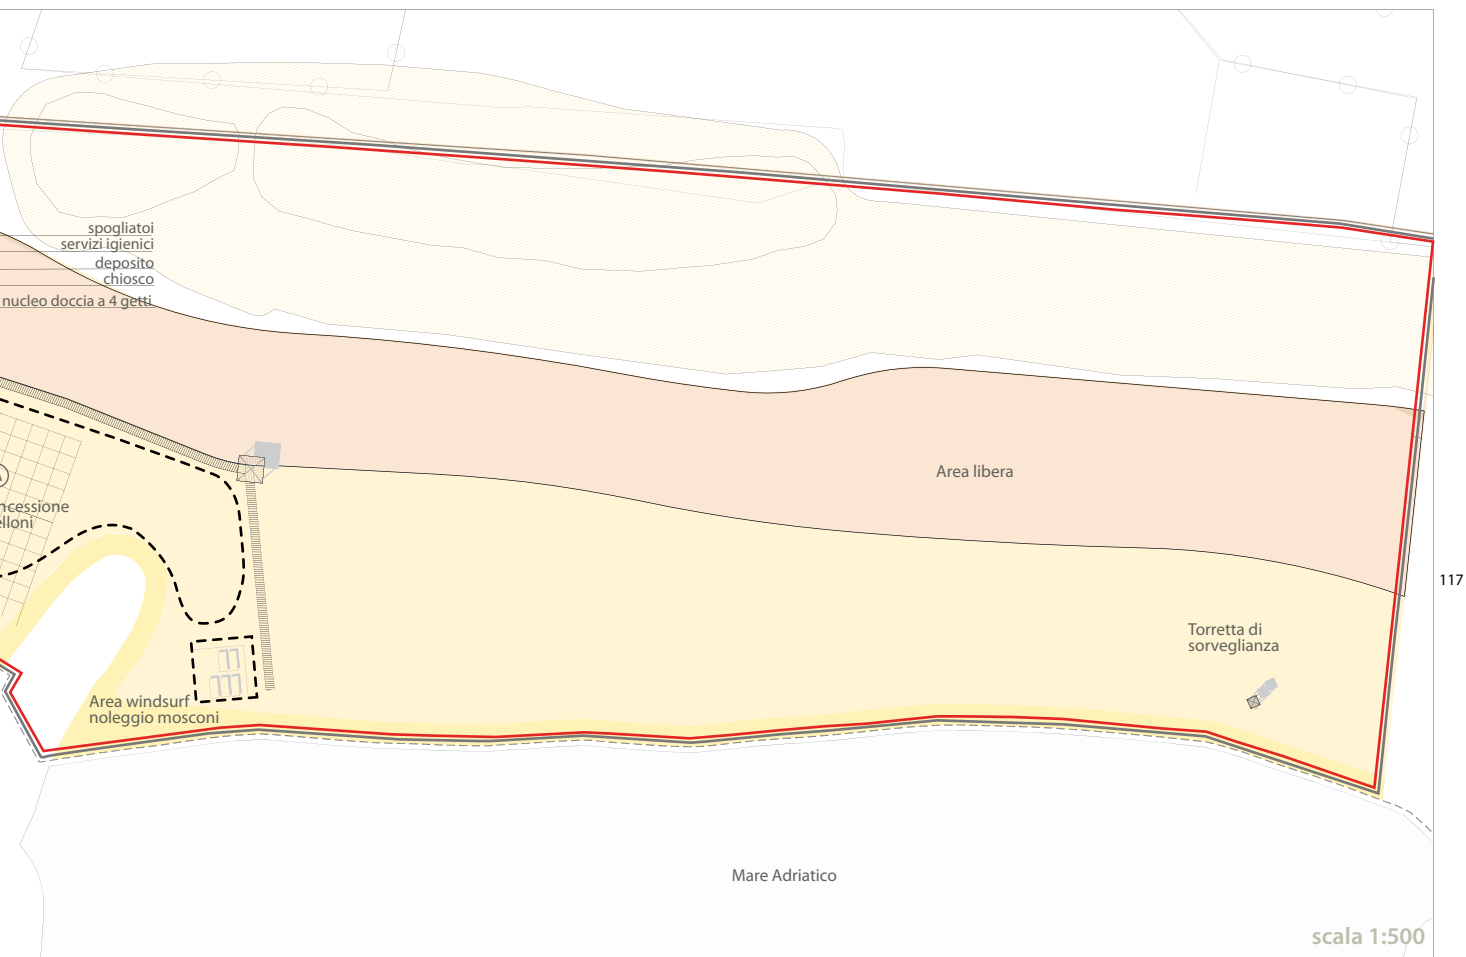 spogliatoi
servizi igienici
deposito
chiosco
nucleo doccia a 4 getti
Area libera
ncessione
elloni
117
Torretta di
sorveglianza
Area windsurf
noleggio mosconi
Mare Adriatico
scala 1:500